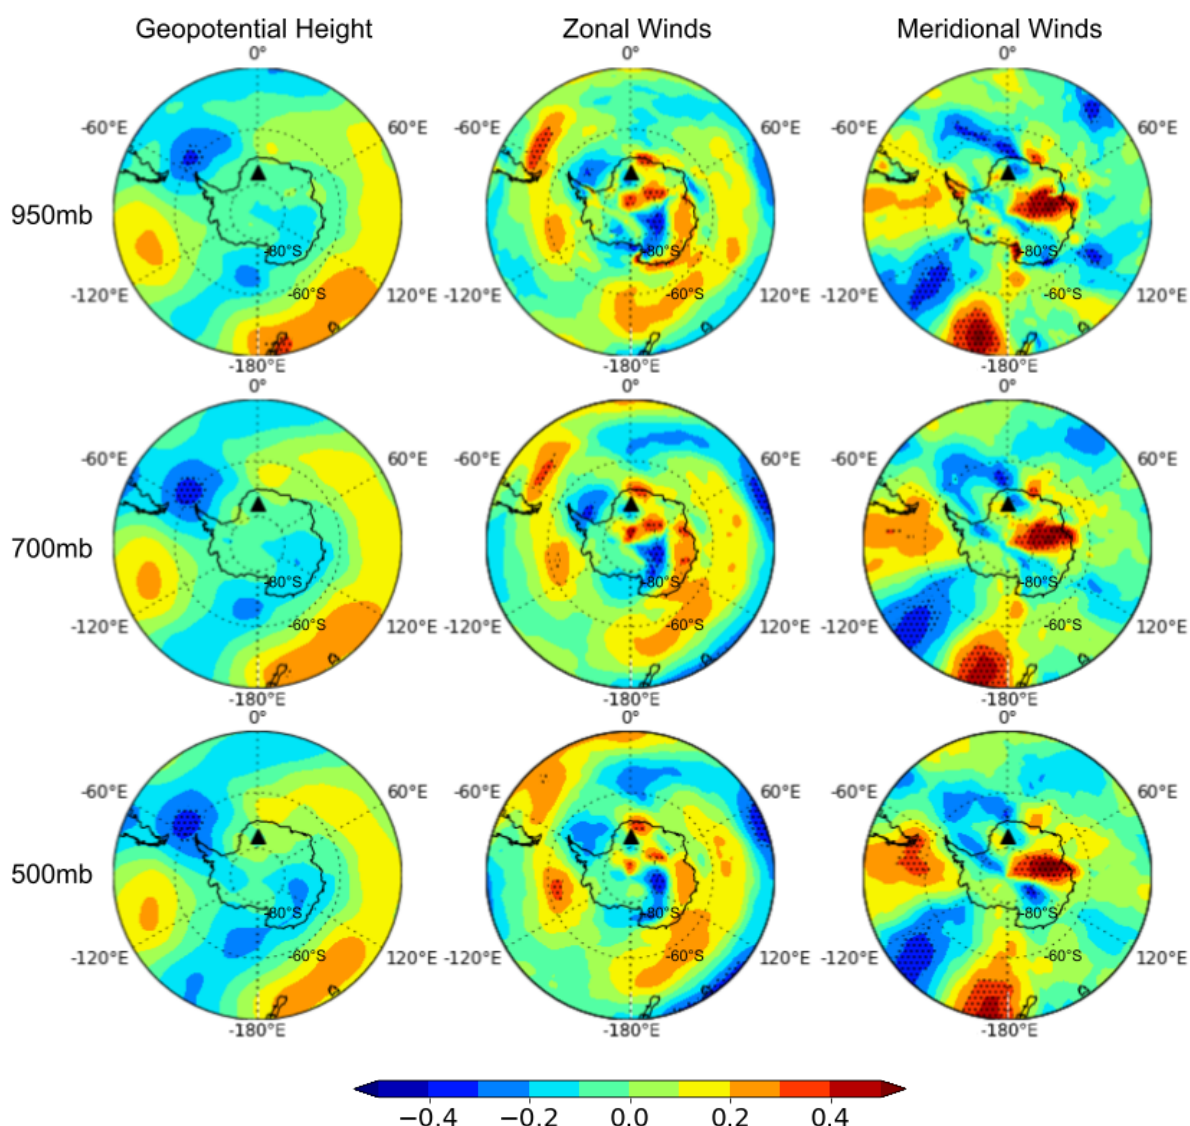 Geopotential Height Zonal Winds Meridional Winds
0° 0° 0°
-60°E 60°E -60°E 60°E -60°E 60°E
950mb
-80°S -80°S -80°S
-60°S -60°S -60°S
-120°E 120°E -120°E 120°E -120°E 120°E
-180°E -180°E -180°E
0° 0° 0°
-60°E 60°E -60°E 60°E -60°E 60°E
700mb
-80°S -80°S -80°S
-60°S -60°S -60°S
-120°E 120°E -120°E 120°E -120°E 120°E
-180°E -180°E -180°E
0° 0° 0°
-60°E 60°E -60°E 60°E -60°E 60°E
500mb
-80°S -80°S -80°S
-60°S -60°S -60°S
-120°E 120°E -120°E 120°E -120°E 120°E
-180°E -180°E -180°E
−0.4 −0.2 0.0 0.2 0.4